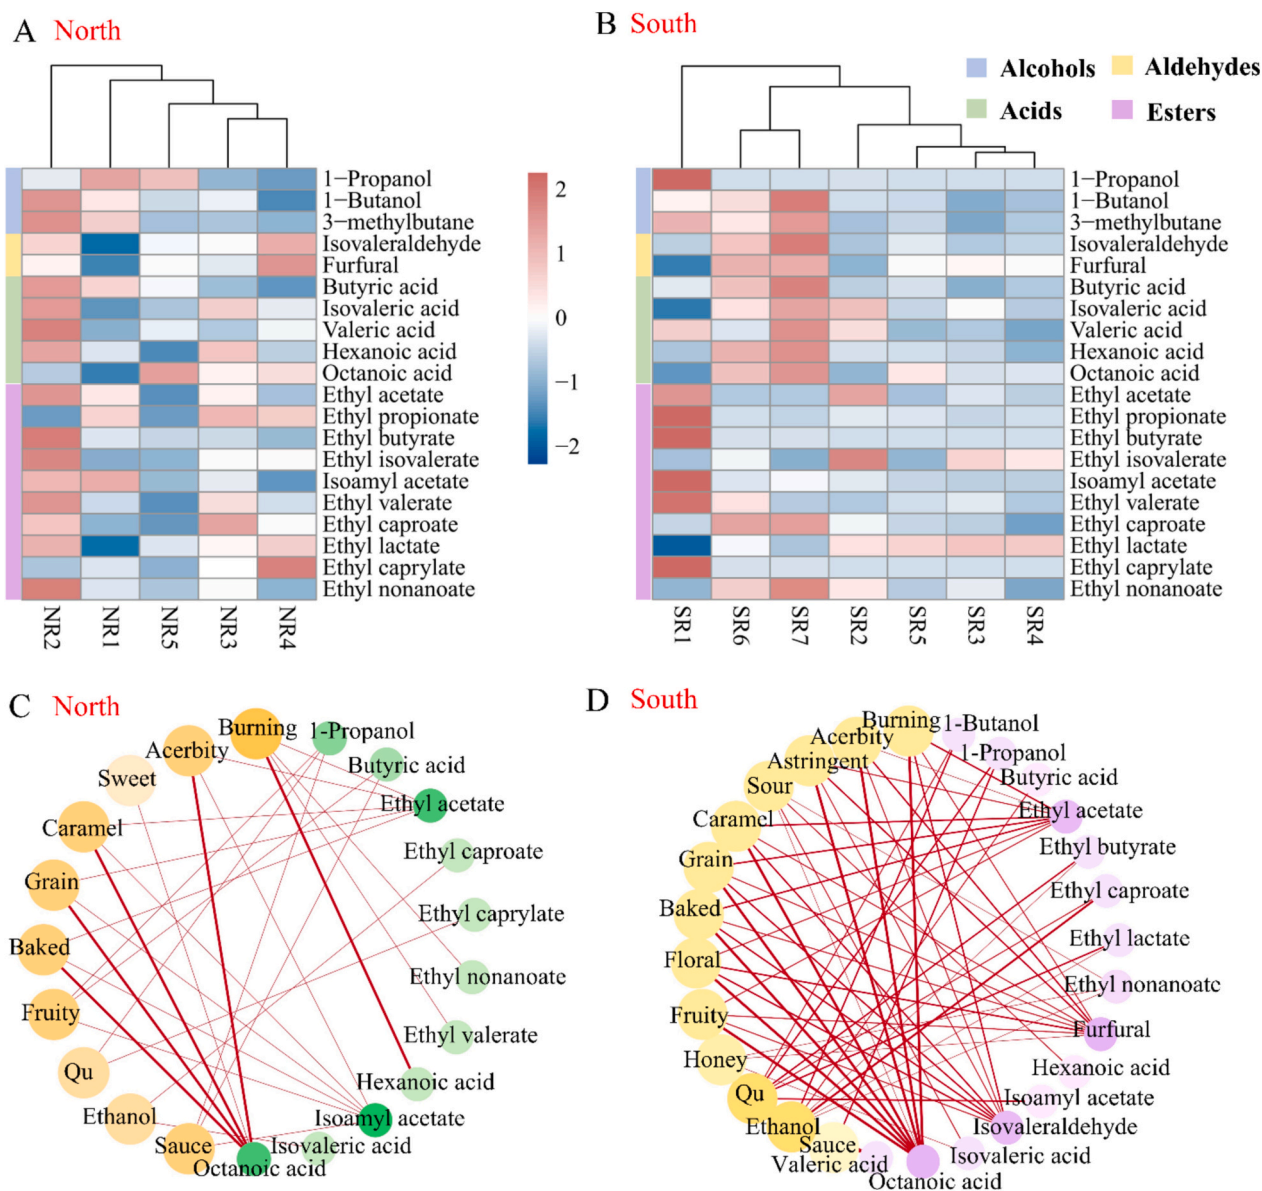 A North
B South
Alcohols
Aldehydes
Acids
Esters
1−Propanol
1−Butanol
3−methylbutane
Isovaleraldehyde
Furfural
Butyric acid
Isovaleric acid
Valeric acid
Hexanoic acid
Octanoic acid
Ethyl acetate
Ethyl propionate
Ethyl butyrate
Ethyl isovalerate
Isoamyl acetate
Ethyl valerate
Ethyl caproate
Ethyl lactate
Ethyl caprylate
Ethyl nonanoate
NR2
NR1
NR5
NR3
NR4
2
1
0
−1
−2
1−Propanol
1−Butanol
3−methylbutane
Isovaleraldehyde
Furfural
Butyric acid
Isovaleric acid
Valeric acid
Hexanoic acid
Octanoic acid
Ethyl acetate
Ethyl propionate
Ethyl butyrate
Ethyl isovalerate
Isoamyl acetate
Ethyl valerate
Ethyl caproate
Ethyl lactate
Ethyl caprylate
Ethyl nonanoate
SR1
SR6
SR7
SR2
SR5
SR3
SR4
C North
Burning
1-Propanol
Acerbity
Butyric acid
Sweet
Ethyl acetate
Caramel
Ethyl caproate
Grain
Ethyl caprylate
Baked
Ethyl nonanoate
Fruity
Ethyl valerate
Qu
Hexanoic acid
Ethanol
Isoamyl acetate
Sauce
Isovaleric acid
Octanoic acid
D South
Burning
1-Butanol
Acerbity
1-Propanol
Astringent
Butyric acid
Sour
Ethyl acetate
Caramel
Ethyl butyrate
Grain
Ethyl caproate
Baked
Ethyl lactate
Floral
Ethyl nonanoatc
Fruity
Furfural
Honey
Hexanoic acid
Qu
Isoamyl acetate
Ethanol
Isovaleraldehyde
Sauce
Isovaleric acid
Valeric acid
Octanoic acid